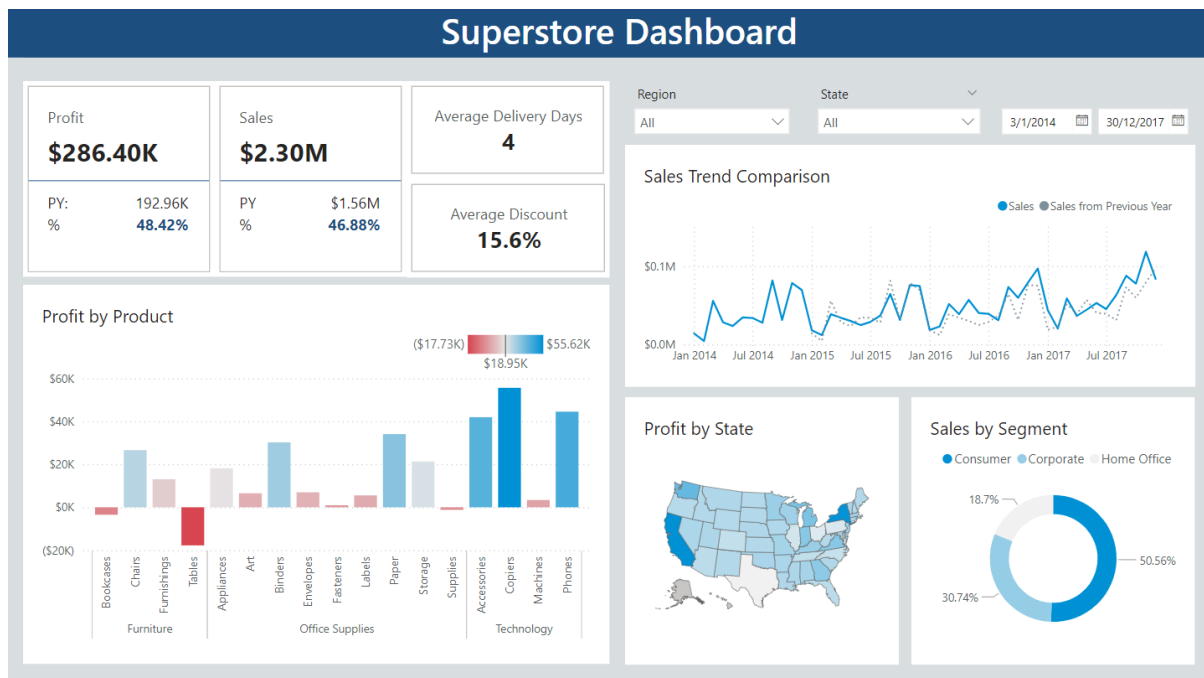 Superstore Dashboard
Profit
$286.40K
PY: 192.96K
% 48.42%
Sales
$2.30M
PY $1.56M
% 46.88%
Average Delivery Days
4
Average Discount
15.6%
Region
All
State
All
3/1/2014
30/12/2017
Sales Trend Comparison
Sales Sales from Previous Year
$0.1M
$0.0M
Jan 2014 Jul 2014 Jan 2015 Jul 2015 Jan 2016 Jul 2016 Jan 2017 Jul 2017
Profit by Product
($17.73K) $55.62K
$18.95K
$60K
$40K
$20K
$0K
($20K)
Bookcases
Chairs
Furnishings
Tables
Appliances
Art
Binders
Envelopes
Fasteners
Labels
Paper
Storage
Supplies
Accessories
Copiers
Machines
Phones
Furniture Office Supplies Technology
Profit by State
Sales by Segment
Consumer Corporate Home Office
18.7%
50.56%
30.74%